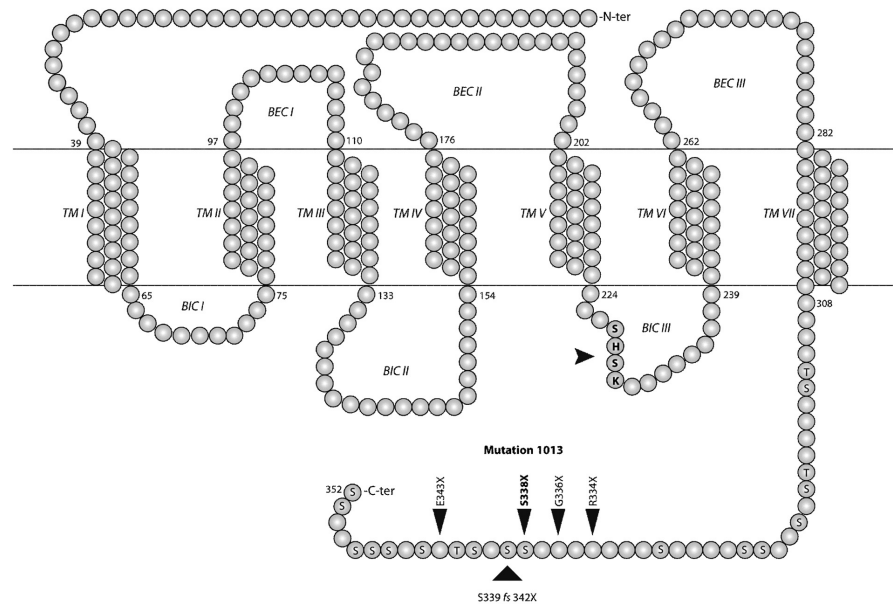 -N-ter
BEC I
BEC II
BEC III
39
97
110
176
202
262
282
TM I
TM II
TM III
TM IV
TM V
TM VI
TM VII
65
75
133
154
224
239
308
BIC I
BIC II
BIC III
S
H
S
K
T
S
T
S
S
Mutation 1013
E343X
S338X
G336X
R334X
352
S
-C-ter
S
S S S S S T S S S S S S
S339 fs 342X